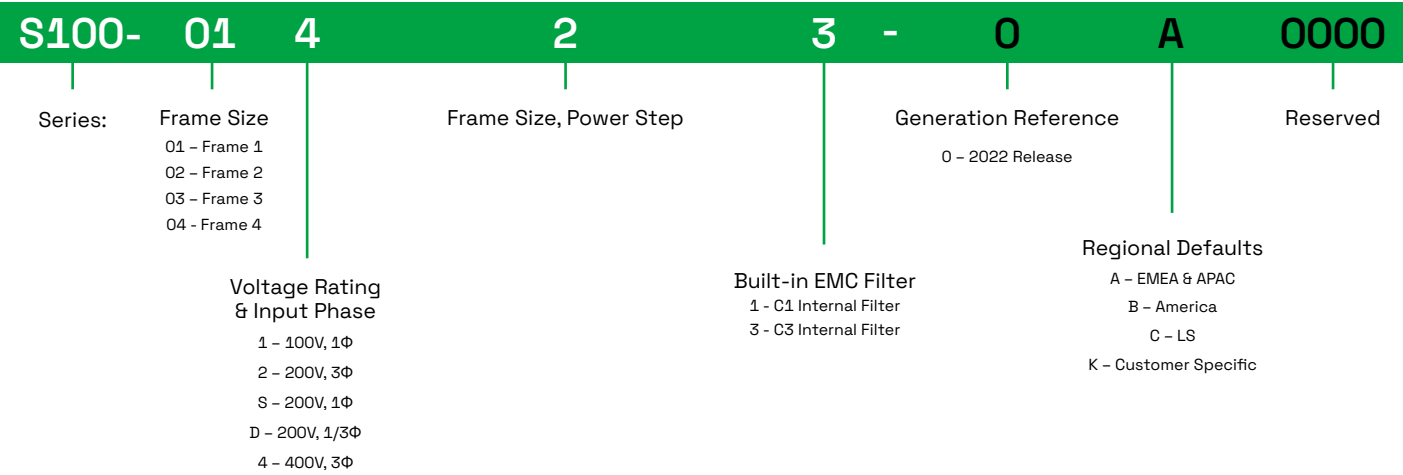 S100- 01 4 2 3 - 0 A 0000
Series:
Frame Size
01 – Frame 1
02 – Frame 2
03 – Frame 3
04 - Frame 4
Voltage Rating
& Input Phase
1 – 100V, 1Φ
2 – 200V, 3Φ
S – 200V, 1Φ
D – 200V, 1/3Φ
4 – 400V, 3Φ
Frame Size, Power Step
Built-in EMC Filter
1 - C1 Internal Filter
3 - C3 Internal Filter
Generation Reference
0 – 2022 Release
Regional Defaults
A – EMEA & APAC
B – America
C – LS
K – Customer Specific
Reserved